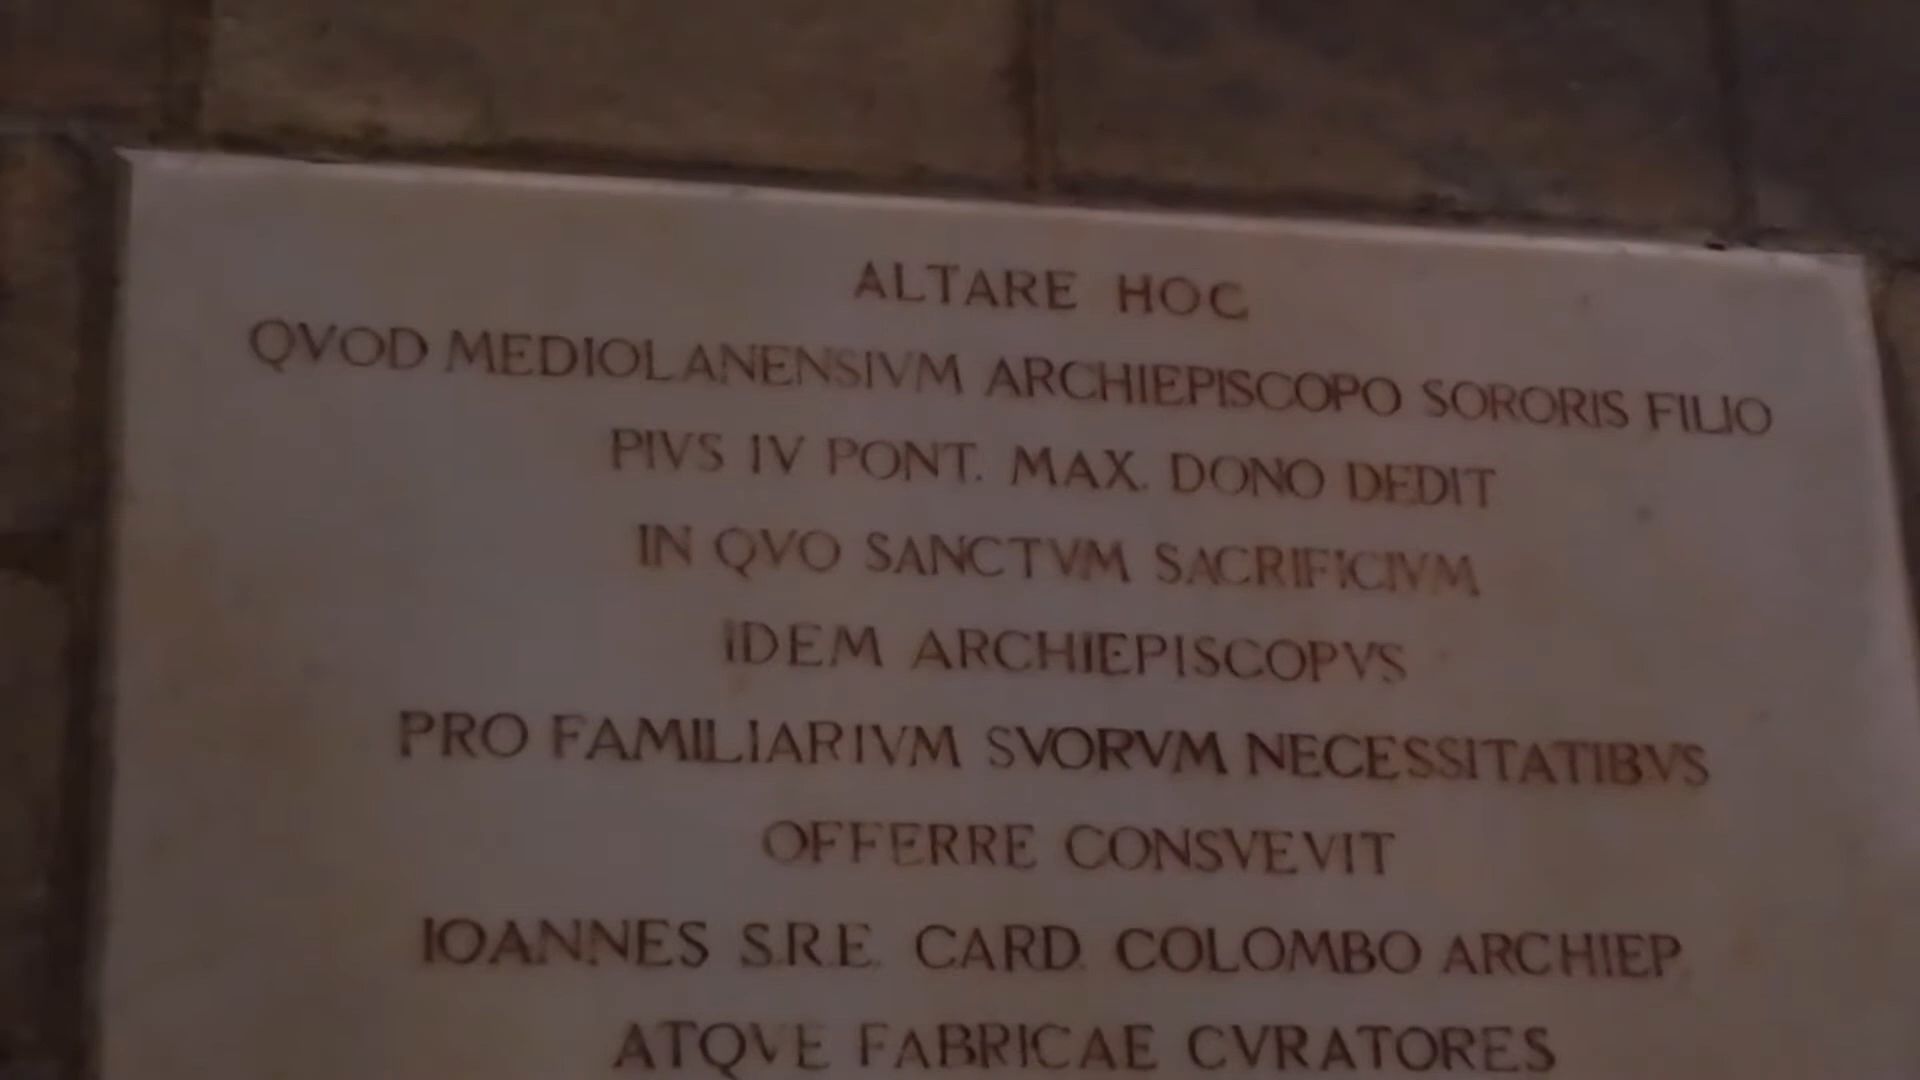 ALTARE HOC
QVOD MEDIOLANENSIVM ARCHIEPISCOPO SORORIS FILIO
PIVS IV PONT. MAX. DONO DEDIT
IN QVO SANCTVM SACRIFICIVM
IDEM ARCHIEPISCOPVS
PRO FAMILIARIVM SVORVM NECESSITATIBVS
OFFERRE CONSVEVIT
IOANNES S.R.E. CARD. COLOMBO ARCHIEP.
ATQVE FABRICAE CVRATORES